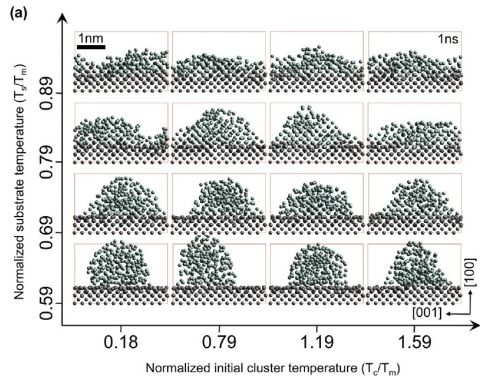 (a)
1nm
1ns
Normalized substrate temperature (Ts/Tm)
0.89
0.79
0.69
0.59
[100]
[001]
0.18 0.79 1.19 1.59
Normalized initial cluster temperature (Tc/Tm)